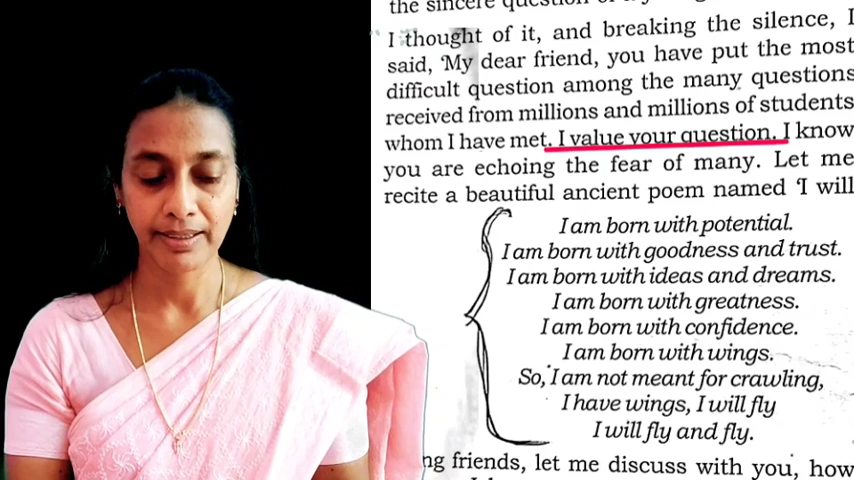 the sincere question
I thought of it, and breaking the silence, I
said, 'My dear friend, you have put the most
difficult question among the many questions
received from millions and millions of students
whom I have met. I value your question. I know
you are echoing the fear of many. Let me
recite a beautiful ancient poem named 'I will
I am born with potential.
I am born with goodness and trust.
I am born with ideas and dreams.
I am born with greatness.
I am born with confidence.
I am born with wings.
So, I am not meant for crawling,
I have wings, I will fly
I will fly and fly.
ng friends, let me discuss with you, how